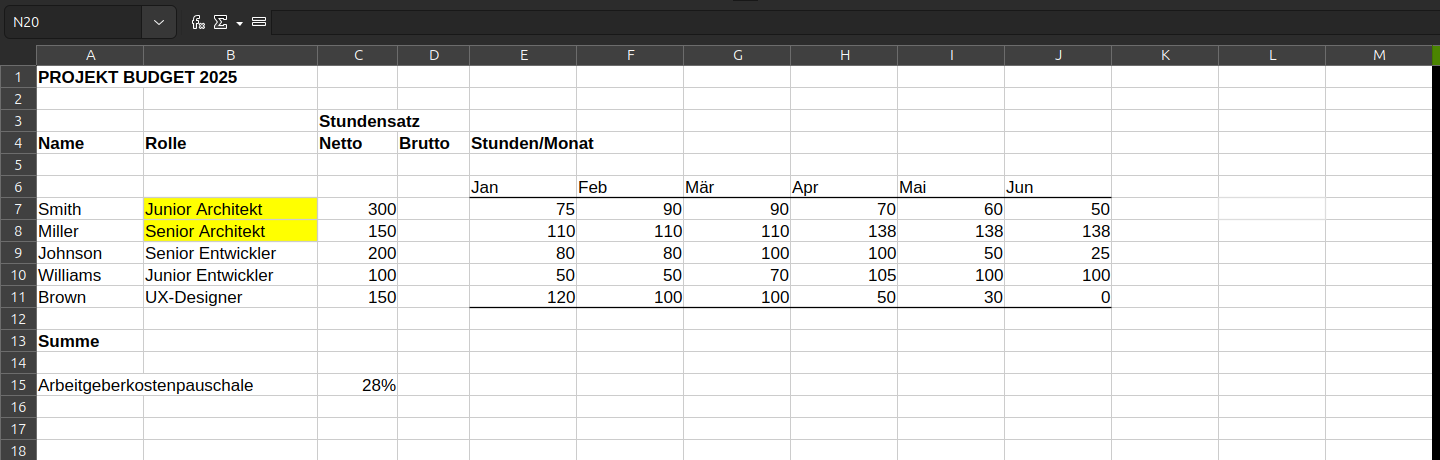 N20
A B C D E F G H I J K L M
1 PROJEKT BUDGET 2025
2
3 Stundensatz
4 Name Rolle Netto Brutto Stunden/Monat
5
6 Jan Feb Mär Apr Mai Jun
7 Smith Junior Architekt 300 75 90 90 70 60 50
8 Miller Senior Architekt 150 110 110 110 138 138 138
9 Johnson Senior Entwickler 200 80 80 100 100 50 25
10 Williams Junior Entwickler 100 50 50 70 105 100 100
11 Brown UX-Designer 150 120 100 100 50 30 0
12
13 Summe
14
15 Arbeitgeberkostenpauschale 28%
16
17
18